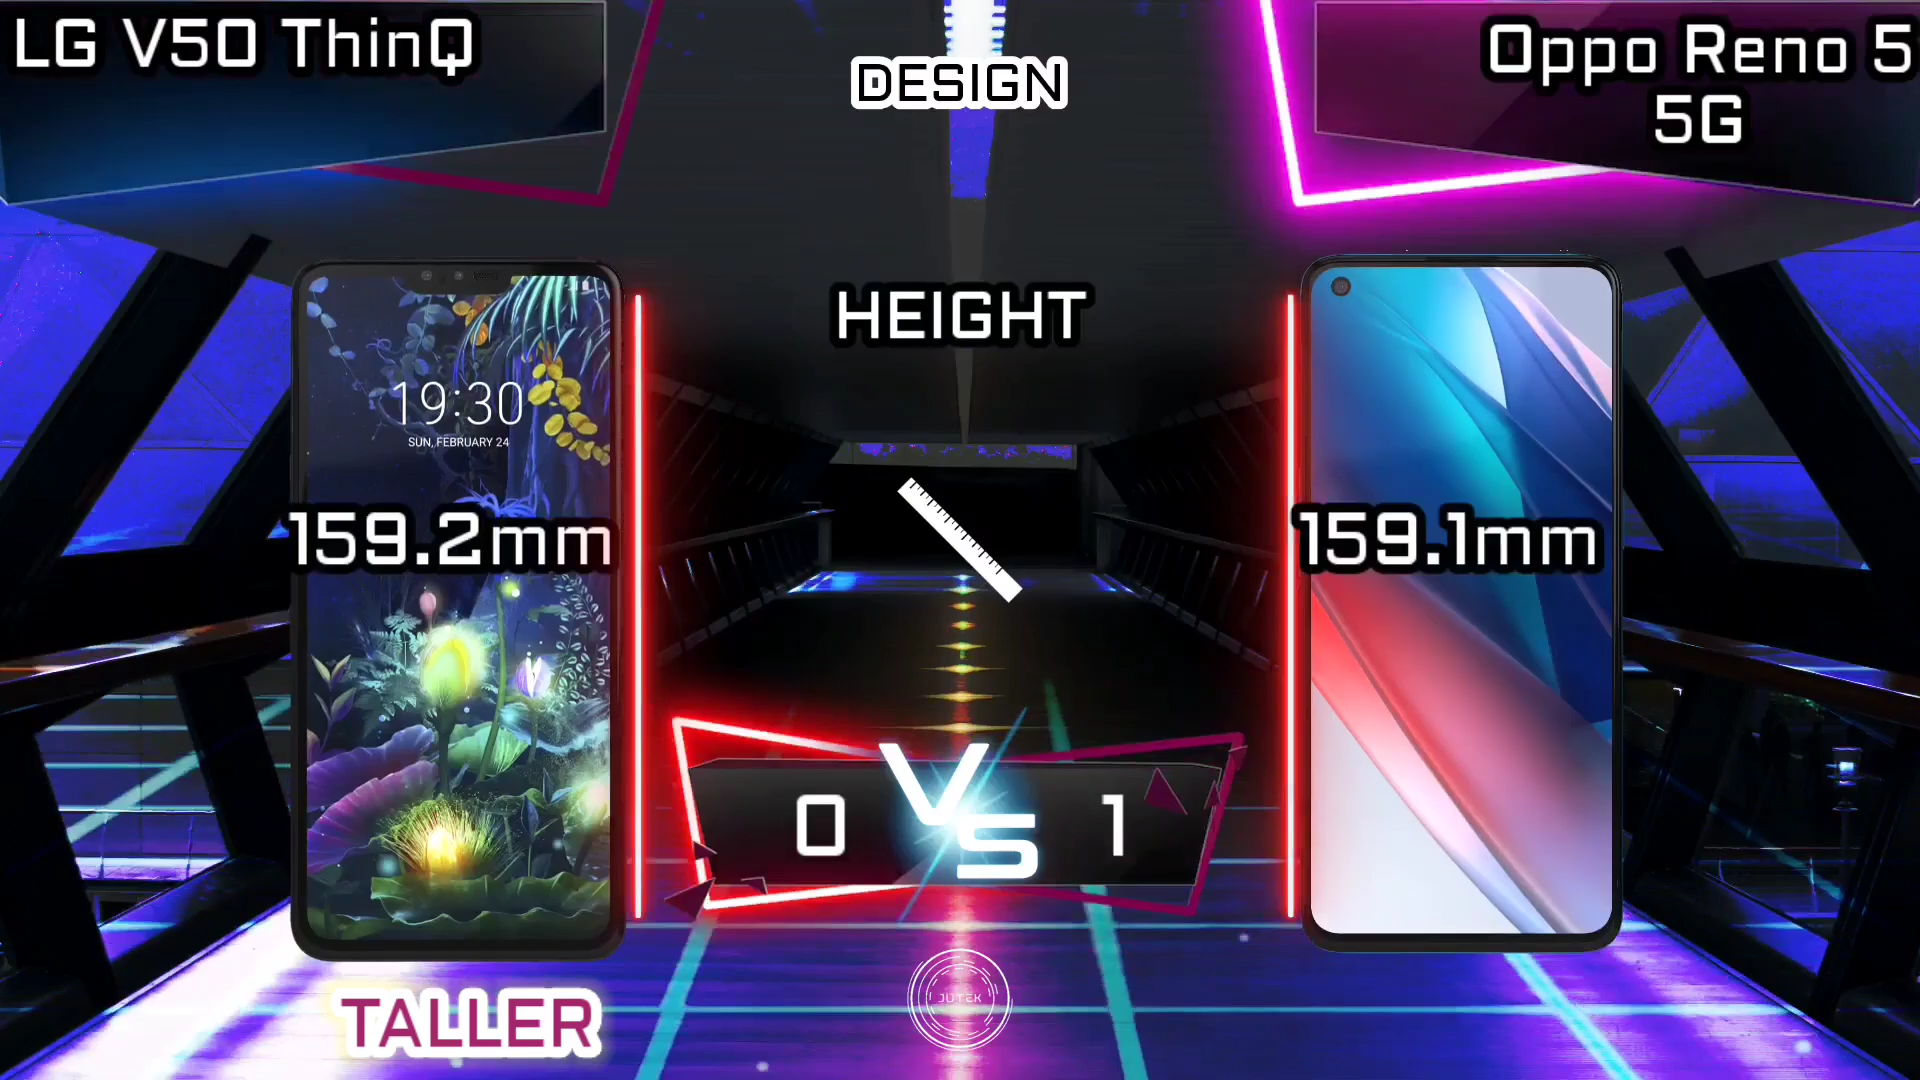 LG V50 ThinQ
DESIGN
Oppo Reno 5
5G
HEIGHT
19:30
SUN, FEBRUARY 24
159.2mm
159.1mm
0 VS 1
JUTEK
TALLER